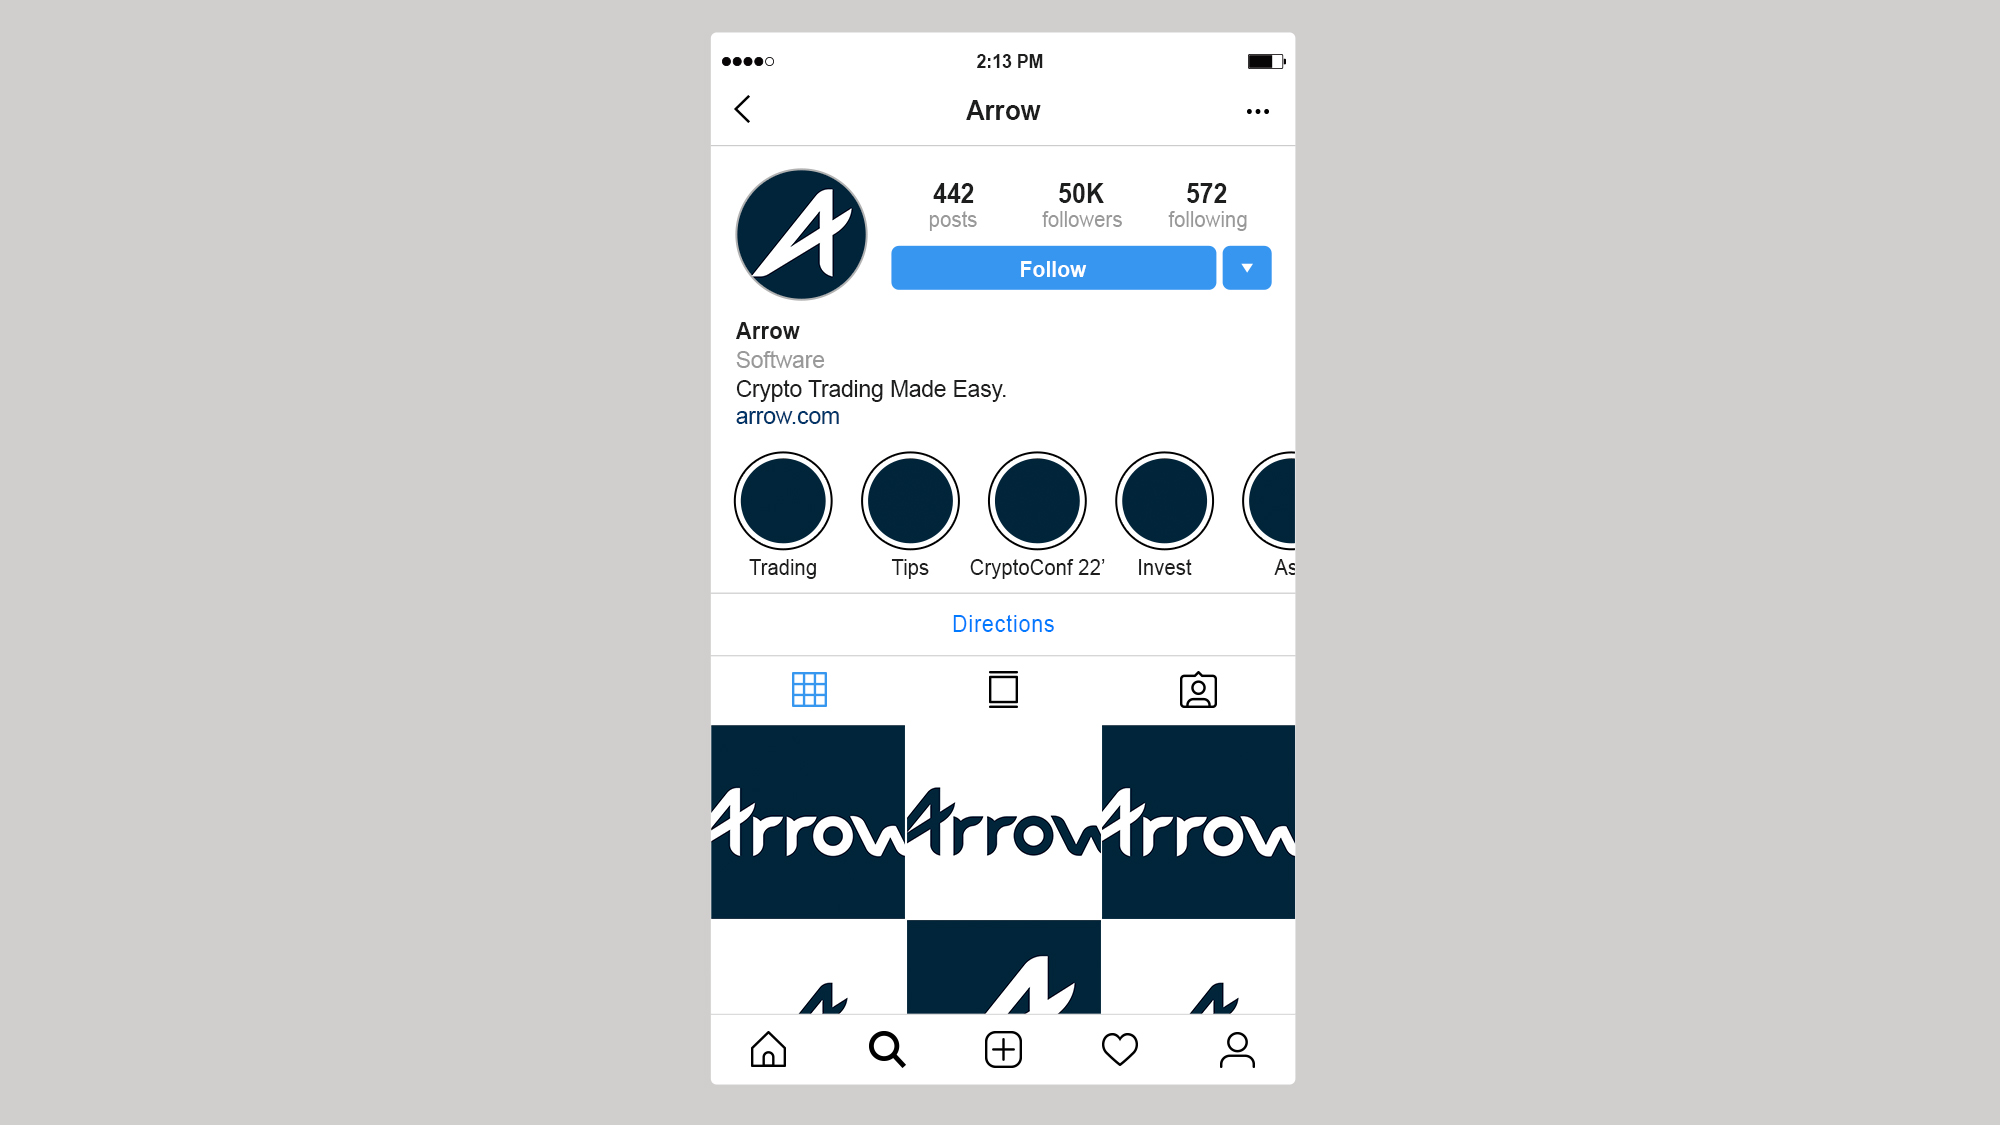 2:13 PM
Arrow
442 50K 572
posts followers following
Follow
Arrow
Software
Crypto Trading Made Easy.
arrow.com
Trading Tips CryptoConf 22’ Invest As
Directions
Arrow Arrow Arrow